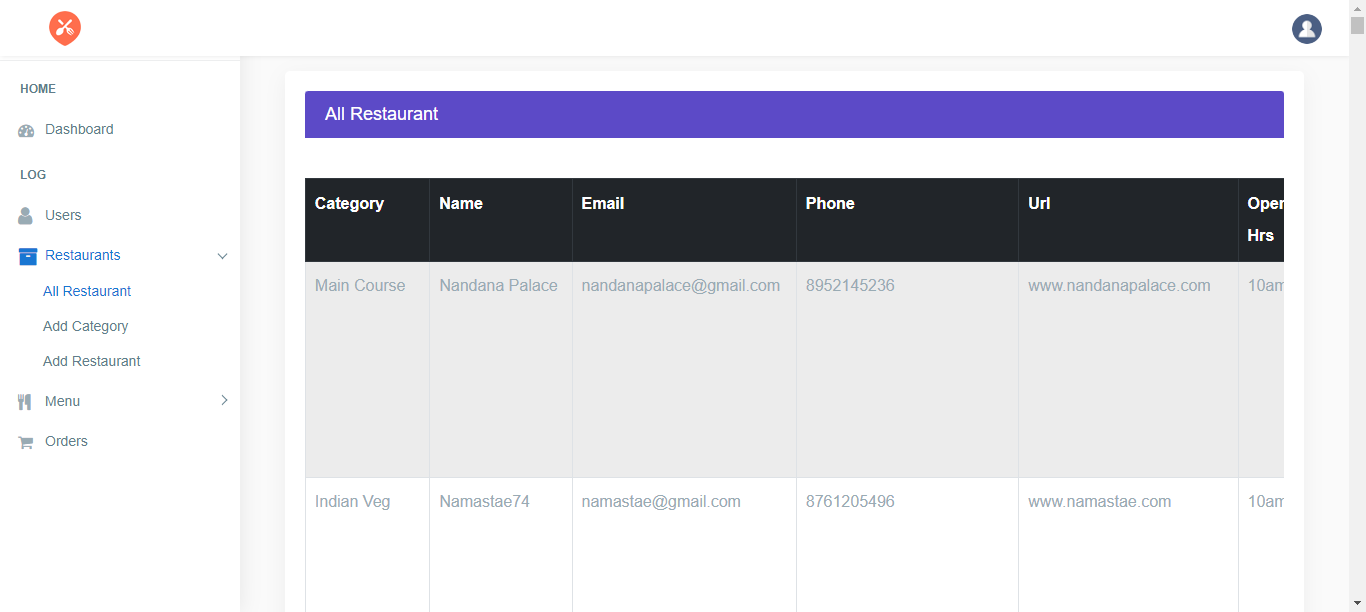 HOME
Dashboard
LOG
Users
Restaurants
All Restaurant
Add Category
Add Restaurant
Menu
Orders
All Restaurant
Category Name Email Phone Url Open
Hrs
Main Course Nandana Palace nandanapalace@gmail.com 8952145236 www.nandanapalace.com 10am
Indian Veg Namastae74 namastae@gmail.com 8761205496 www.namastae.com 10am